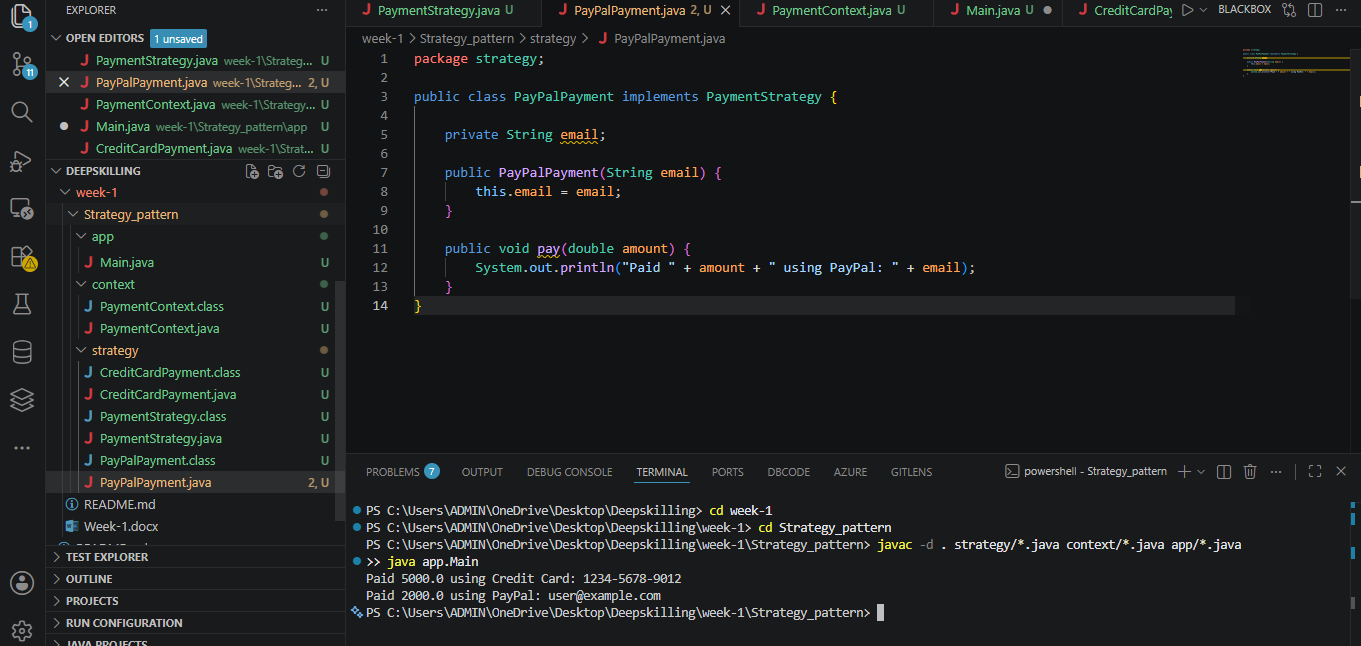 EXPLORER
OPEN EDITORS 1 unsaved
PaymentStrategy.java week-1\Strateg... U
PayPalPayment.java week-1\Strateg... 2, U
PaymentContext.java week-1\Strategy... U
Main.java week-1\Strategy_pattern\app U
CreditCardPayment.java week-1\Strat... U
DEEPSKILLING
week-1
Strategy_pattern
app
Main.java U
context
PaymentContext.class U
PaymentContext.java U
strategy
CreditCardPayment.class U
CreditCardPayment.java U
PaymentStrategy.class U
PaymentStrategy.java U
PayPalPayment.class U
PayPalPayment.java 2, U
README.md
Week-1.docx
TEST EXPLORER
OUTLINE
PROJECTS
RUN CONFIGURATION
JAVA PROJECTS
1
11
PaymentStrategy.java U
PayPalPayment.java 2, U
PaymentContext.java U
Main.java U
CreditCardPay
BLACKBOX
week-1 > Strategy_pattern > strategy > PayPalPayment.java
1 package strategy;
2
3 public class PayPalPayment implements PaymentStrategy {
4
5 private String email;
6
7 public PayPalPayment(String email) {
8 this.email = email;
9 }
10
11 public void pay(double amount) {
12 System.out.println("Paid " + amount + " using PayPal: " + email);
13 }
14 }
PROBLEMS 7 OUTPUT DEBUG CONSOLE TERMINAL PORTS DBCODE AZURE GITLENS powershell - Strategy_pattern
PS C:\Users\ADMIN\OneDrive\Desktop\Deepskilling> cd week-1
PS C:\Users\ADMIN\OneDrive\Desktop\Deepskilling\week-1> cd Strategy_pattern
PS C:\Users\ADMIN\OneDrive\Desktop\Deepskilling\week-1\Strategy_pattern> javac -d . strategy/*.java context/*.java app/*.java
>> java app.Main
Paid 5000.0 using Credit Card: 1234-5678-9012
Paid 2000.0 using PayPal: user@example.com
PS C:\Users\ADMIN\OneDrive\Desktop\Deepskilling\week-1\Strategy_pattern>